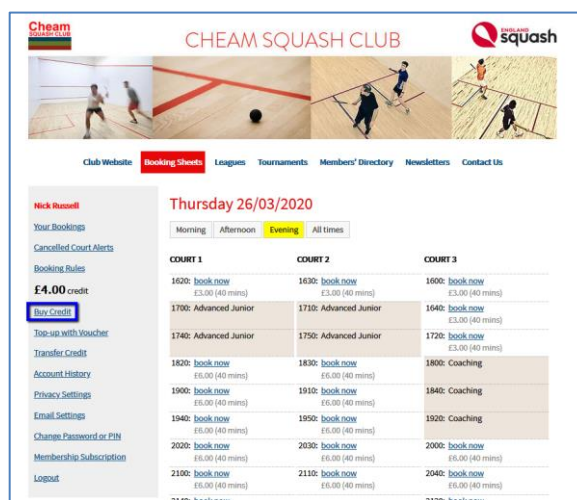 Cheam
SQUASH CLUB
CHEAM SQUASH CLUB
ENGLAND
squash
Club Website Booking Sheets Leagues Tournaments Members' Directory Newsletters Contact Us
Nick Russell
Your Bookings
Cancelled Court Alerts
Booking Rules
£4.00 credit
Buy Credit
Top-up with Voucher
Transfer Credit
Account History
Privacy Settings
Email Settings
Change Password or PIN
Membership Subscription
Logout
Thursday 26/03/2020
Morning Afternoon Evening All times
COURT 1 COURT 2 COURT 3
1620: book now 1630: book now 1600: book now
£3.00 (40 mins) £3.00 (40 mins) £3.00 (40 mins)
1700: Advanced Junior 1710: Advanced Junior 1640: book now
£3.00 (40 mins)
1740: Advanced Junior 1750: Advanced Junior 1720: book now
£3.00 (40 mins)
1820: book now 1830: book now 1800: Coaching
£6.00 (40 mins) £6.00 (40 mins)
1900: book now 1910: book now 1840: Coaching
£6.00 (40 mins) £6.00 (40 mins)
1940: book now 1950: book now 1920: Coaching
£6.00 (40 mins) £6.00 (40 mins)
2020: book now 2030: book now 2000: book now
£6.00 (40 mins) £6.00 (40 mins) £6.00 (40 mins)
2100: book now 2110: book now 2040: book now
£6.00 (40 mins) £6.00 (40 mins) £6.00 (40 mins)